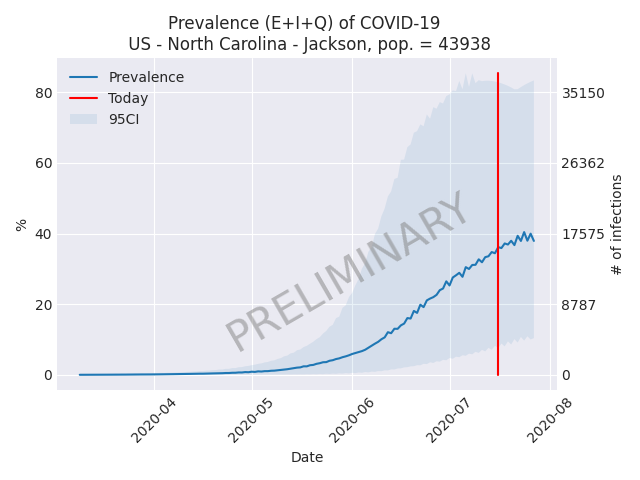 Prevalence (E+I+Q) of COVID-19
US - North Carolina - Jackson, pop. = 43938
Prevalence
Today
95CI
80
60
40
20
0
%
35150
26362
17575
8787
0
# of infections
PRELIMINARY
2020-04
2020-05
2020-06
2020-07
2020-08
Date